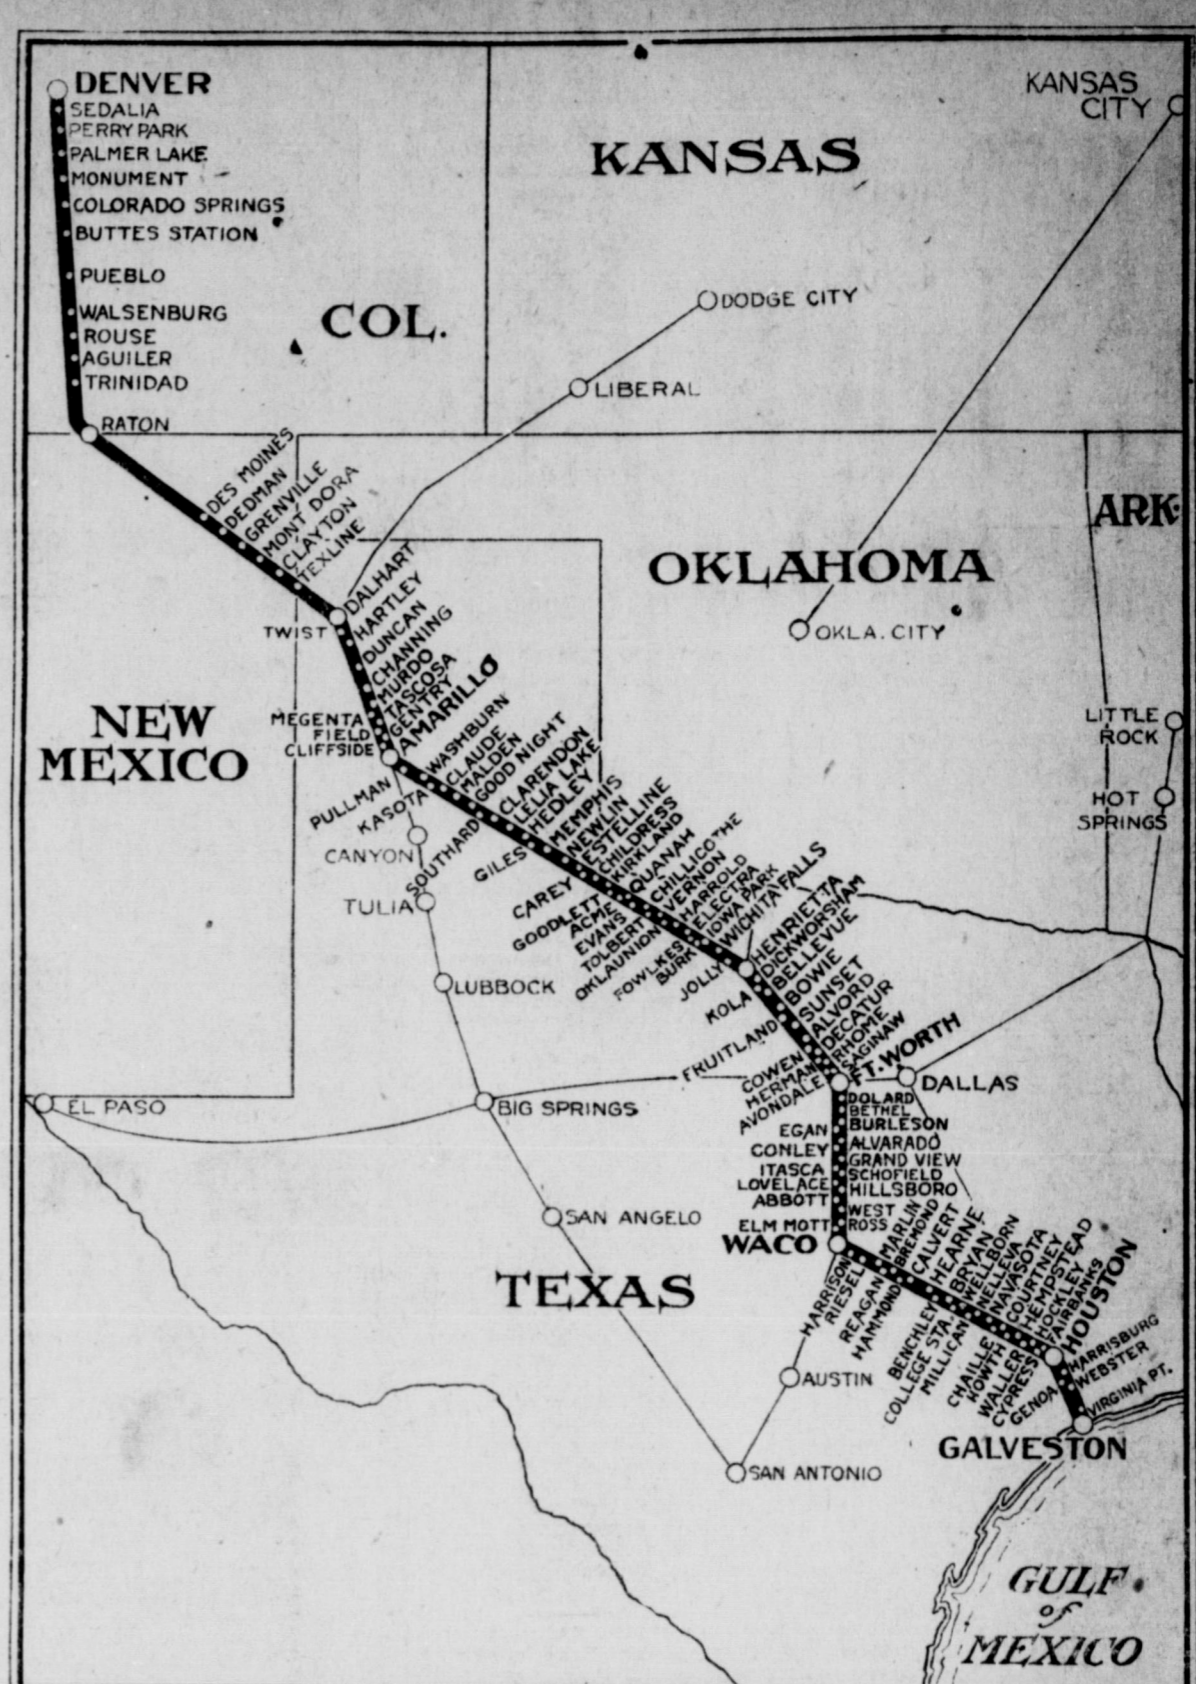 DENVER
SEDALIA
PERRY PARK
PALMER LAKE
MONUMENT
COLORADO SPRINGS
BUTTES STATION
PUEBLO
WALSENBURG
ROUSE
AGUILER
TRINIDAD
RATON
COL.
KANSAS
KANSAS
CITY
DODGE CITY
LIBERAL
DES MOINES
DEDMAN
GRENVILLE
MONT DORA
CLAYTON
TEXLINE
ARK.
OKLAHOMA
OKLA. CITY
DALHART
TWIST
HARTLEY
DUNCAN
CHANNING
MURDO
TASCOSA
GENTRY
AMARILLO
MEGENTA
FIELD
CLIFFSIDE
NEW
MEXICO
LITTLE
ROCK
HOT
SPRINGS
WASHBURN
CLAUDE
MALDEN
GOOD NIGHT
CLARENDON
LELIA LAKE
HEDLEY
MEMPHIS
NEWLIN
ESTELLINE
CHILDRESS
KIRKLAND
QUANAH
CHILLICOTHE
VERNON
HARROLD
ELECTRA
IOWA PARK
WICHITA FALLS
PULLMAN
KASOTA
CANYON
SOUTHARD
TULIA
GILES
CAREY
GOODLETT
ACME
EVANS
TOLBERT
OKLAUNION
FOWLKES
BURK
JOLLY
KOLA
FRUITLAND
COWEN
HERMAN
AVONDALE
HENRIETTA
DICKWORSHAM
BELLEVUE
BOWIE
SUNSET
ALVORD
DECATUR
RHOME
SAGINAW
FT. WORTH
DALLAS
LUBBOCK
EL PASO
BIG SPRINGS
DOLARD
BETHEL
BURLESON
EGAN
ALVARADO
CONLEY
GRAND VIEW
ITASCA
SCHOFIELD
LOVELACE
HILLSBORO
ABBOTT
WEST
ELM MOTT
ROSS
WACO
SAN ANGELO
TEXAS
MARLIN
BREMOND
CALVERT
HEARNE
BRYAN
WELLBORN
NELLEVA
NAVASOTA
COURTNEY
HEMPSTEAD
HOCKLEY
FAIRBANKS
HOUSTON
HARRISON
RIESEL
REAGAN
HAMMOND
BENCHLEY
COLLEGE STA.
MILLICAN
CHAILLE
HOWTH
WALLER
CYPRESS
GENOA
HARRISBURG
WEBSTER
VIRGINIA PT.
AUSTIN
GALVESTON
SAN ANTONIO
GULF
of
MEXICO